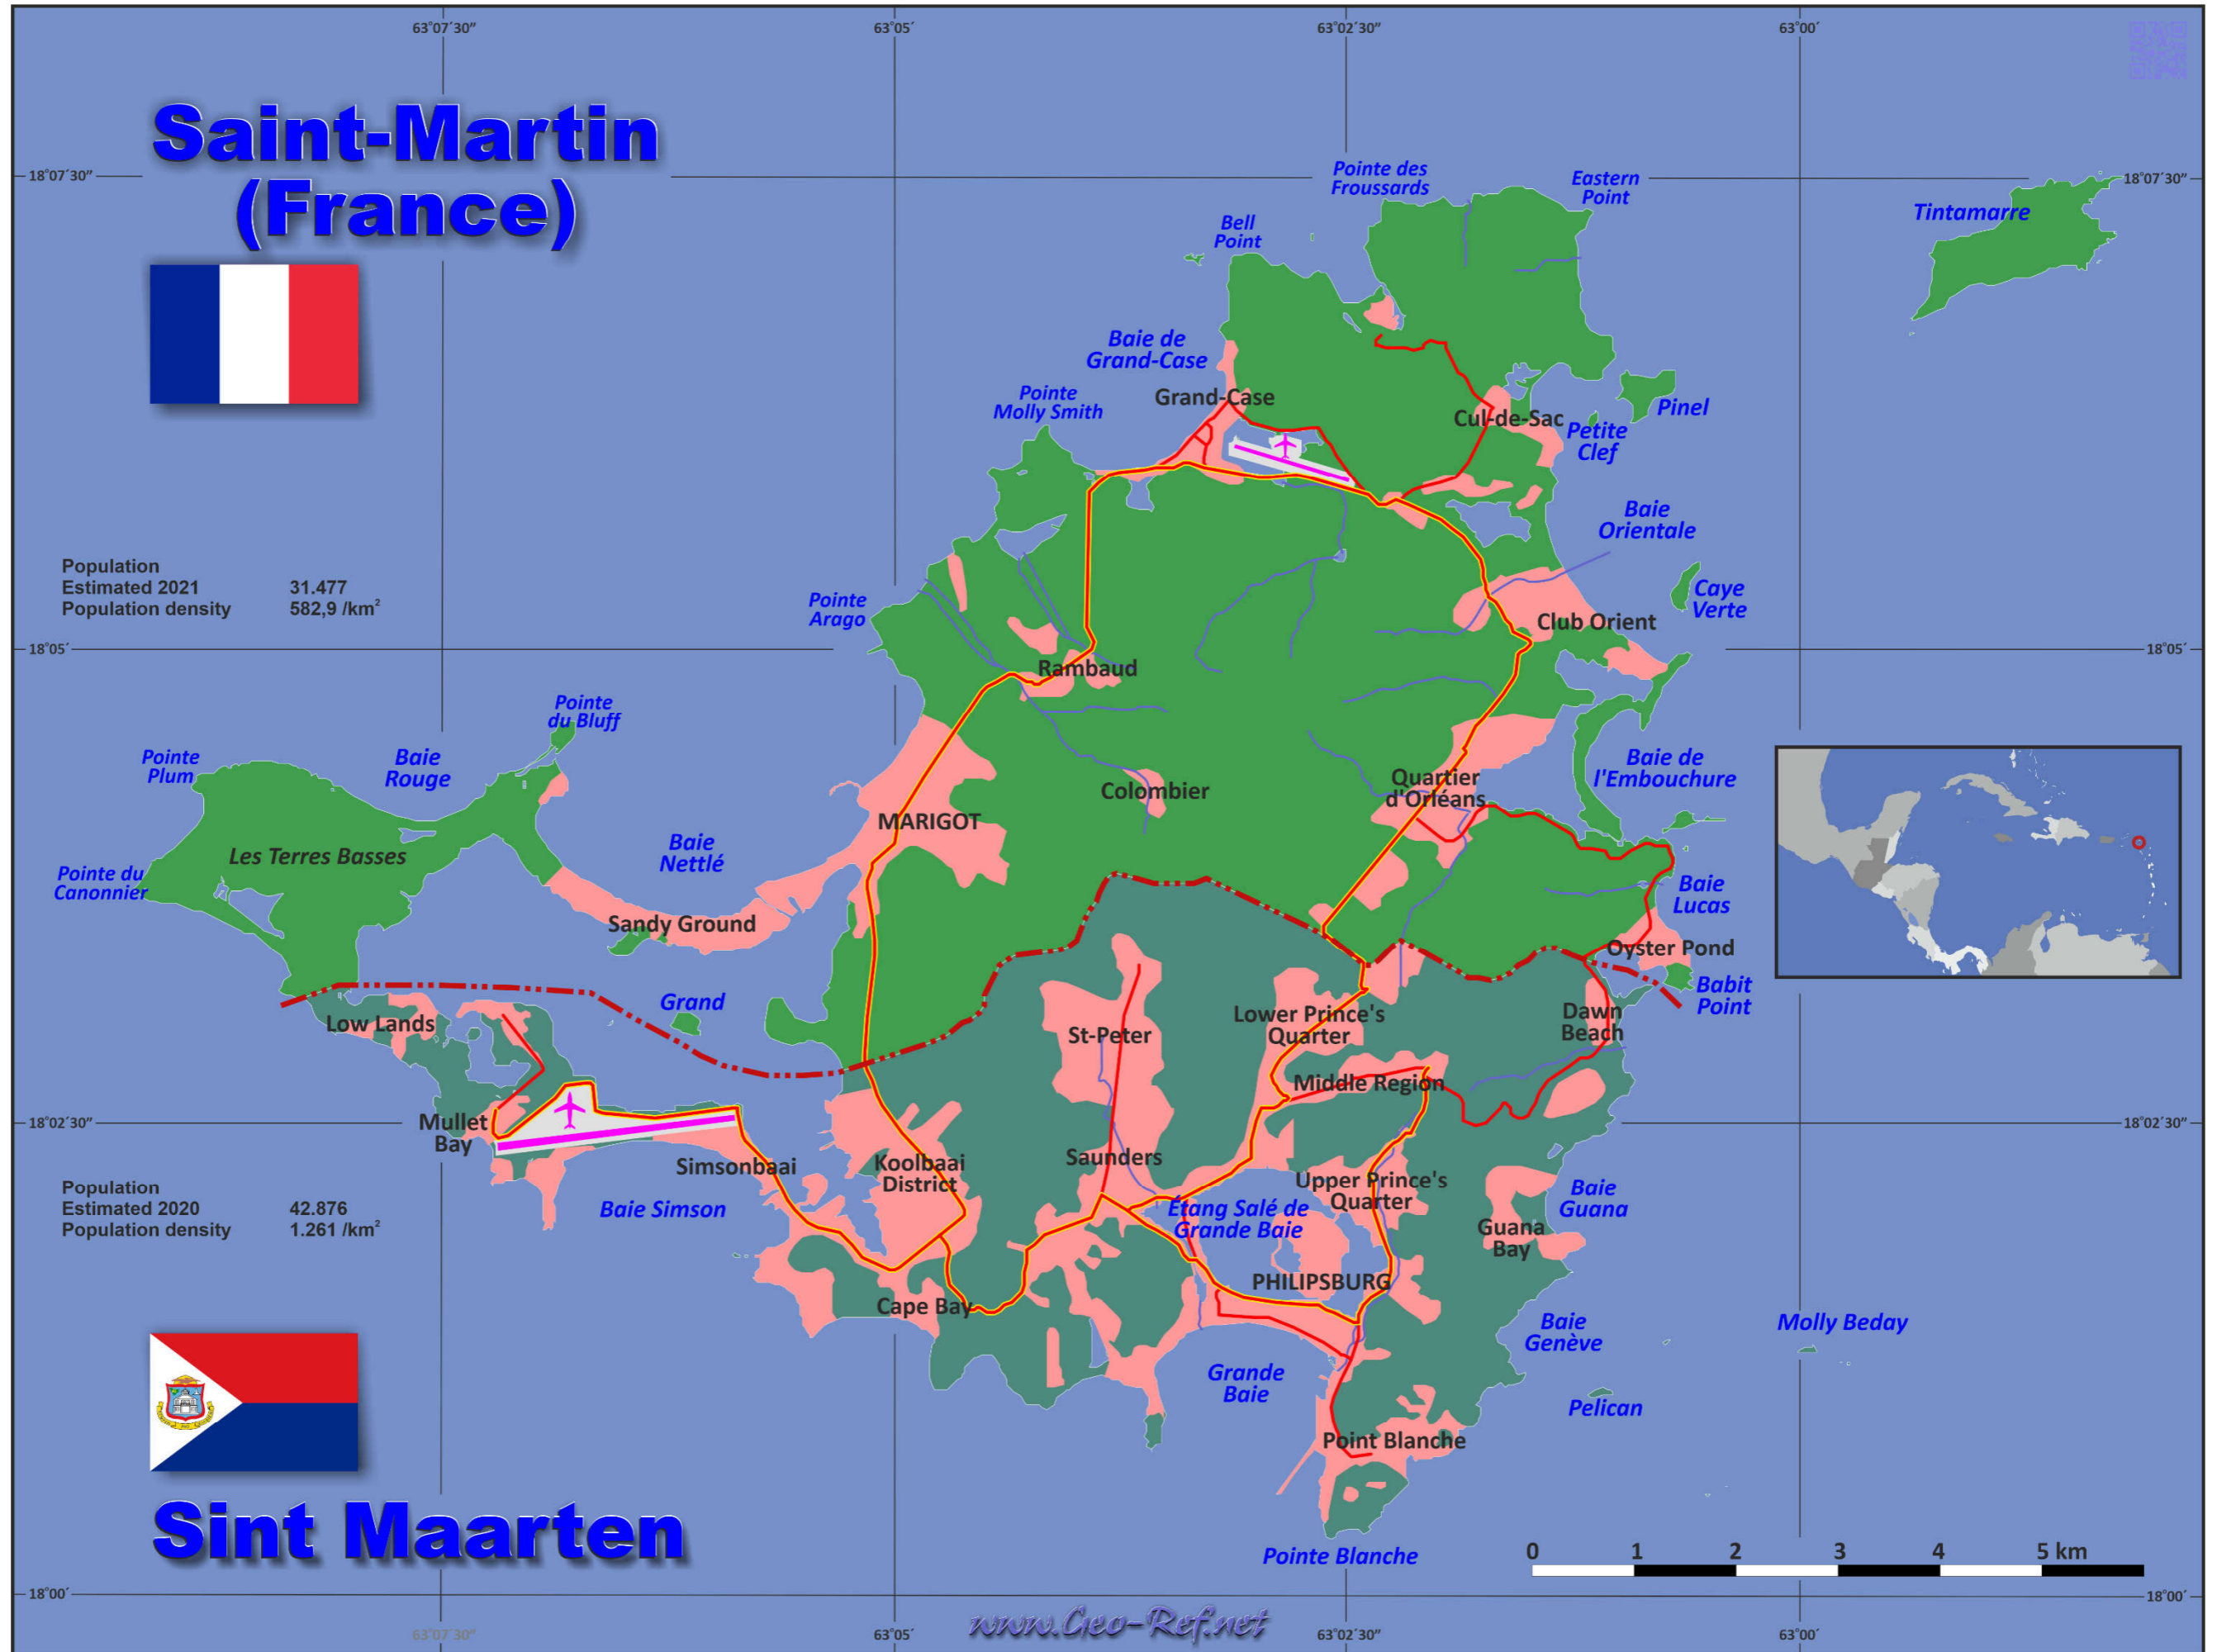 63°07'30"
63°05'
63°02'30"
63°00'
Saint-Martin
(France)
18°07'30"
18°07'30"
Pointe des
Froussards
Eastern
Point
Tintamarre
Bell
Point
Baie de
Grand-Case
Grand-Case
Pointe
Molly Smith
Cul-de-Sac
Pinel
Petite
Clef
Baie
Orientale
Population
Estimated 2021 31.477
Population density 582,9 /km²
Pointe
Arago
Caye
Verte
Club Orient
18°05'
18°05'
Rambaud
Pointe
du Bluff
Pointe
Plum
Baie
Rouge
Baie de
l'Embouchure
Quartier
d'Orléans
Colombier
MARIGOT
Baie
Nettlé
Les Terres Basses
Pointe du
Canonnier
Baie
Lucas
Sandy Ground
Oyster Pond
Babit
Point
Grand
Low Lands
Dawn
Beach
Lower Prince's
Quarter
St-Peter
Middle Region
18°02'30"
18°02'30"
Mullet
Bay
Simsonbaai
Koolbaai
District
Saunders
Upper Prince's
Quarter
Population
Estimated 2020 42.876
Population density 1.261 /km²
Baie Simson
Étang Salé de
Grande Baie
Baie
Guana
Guana
Bay
PHILIPSBURG
Cape Bay
Baie
Genève
Molly Beday
Grande
Baie
Pelican
Point Blanche
Sint Maarten
Pointe Blanche
0 1 2 3 4 5 km
18°00'
18°00'
www.Geo-Ref.net
63°07'30"
63°05'
63°02'30"
63°00'